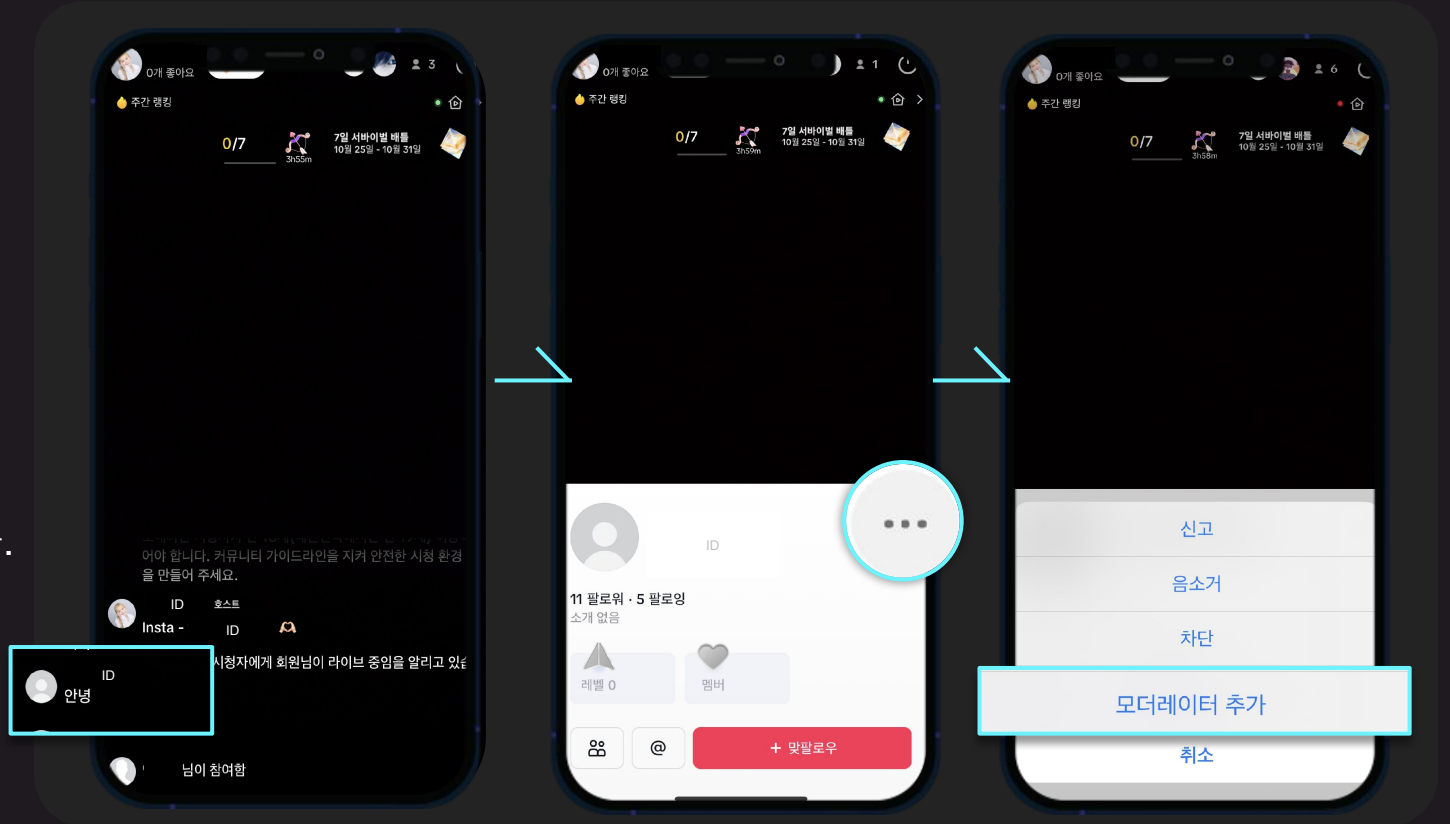 0개 좋아요
3
주간 랭킹
0/7
3h55m
7일 서바이벌 배틀
10월 25일 - 10월 31일
어야 합니다. 커뮤니티 가이드라인을 지켜 안전한 시청 환경
을 만들어 주세요.
ID 호스트
Insta - ID
시청자에게 회원님이 라이브 중임을 알리고 있습
ID
안녕
님이 참여함
0개 좋아요
1
주간 랭킹
0/7
3h59m
7일 서바이벌 배틀
10월 25일 - 10월 31일
ID
11 팔로워 · 5 팔로잉
소개 없음
레벨 0
멤버
@
+ 맞팔로우
0개 좋아요
6
주간 랭킹
0/7
3h58m
7일 서바이벌 배틀
10월 25일 - 10월 31일
신고
음소거
차단
모더레이터 추가
취소